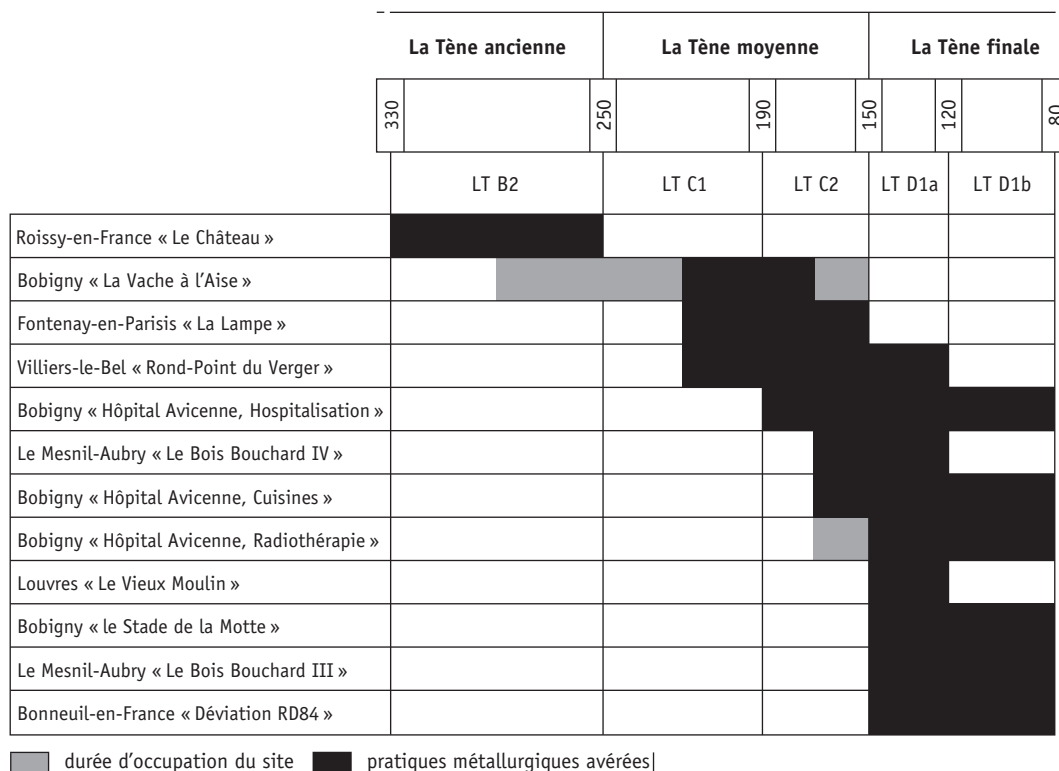 La Tène ancienne La Tène moyenne La Tène finale
330 250 190 150 120 80
LT B2 LT C1 LT C2 LT D1a LT D1b
Roissy-en-France « Le Château »
Bobigny « La Vache à l’Aise »
Fontenay-en-Parisis « La Lampe »
Villiers-le-Bel « Rond-Point du Verger »
Bobigny « Hôpital Avicenne, Hospitalisation »
Le Mesnil-Aubry « Le Bois Bouchard IV »
Bobigny « Hôpital Avicenne, Cuisines »
Bobigny « Hôpital Avicenne, Radiothérapie »
Louvres « Le Vieux Moulin »
Bobigny « le Stade de la Motte »
Le Mesnil-Aubry « Le Bois Bouchard III »
Bonneuil-en-France « Déviation RD84 »
durée d’occupation du site pratiques métallurgiques avérées|